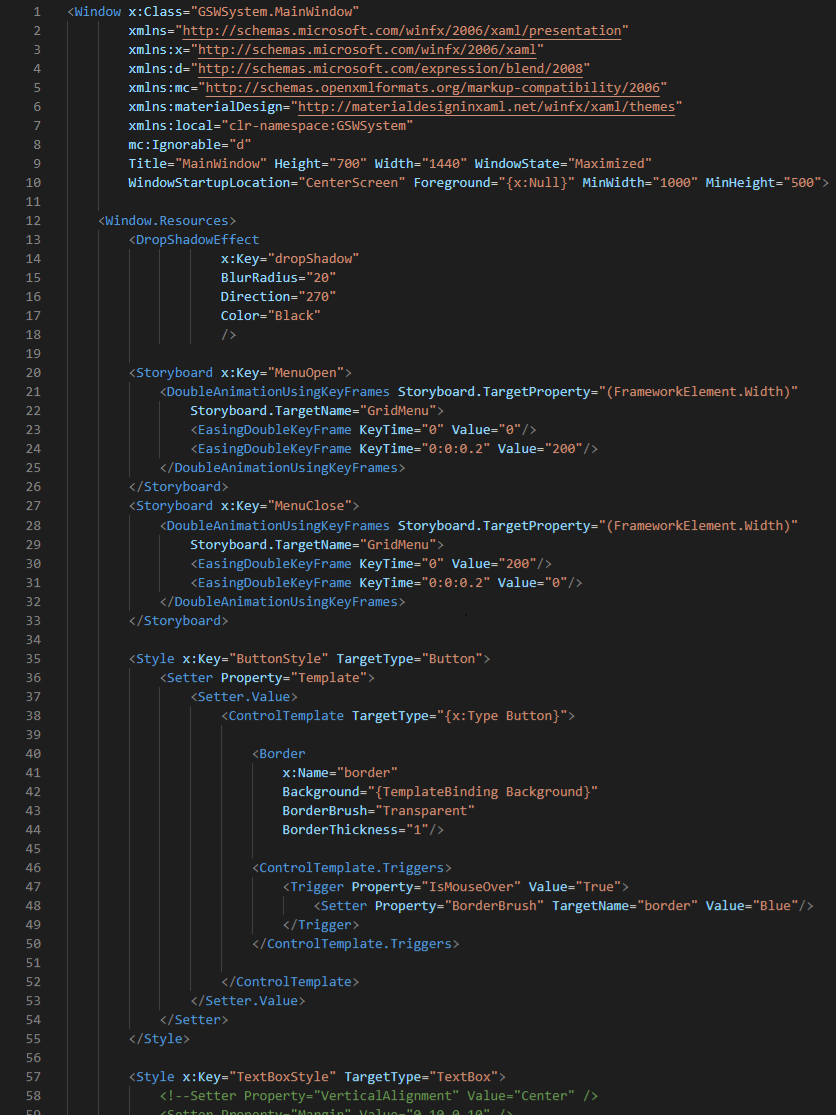 1 <Window x:Class="GSWSystem.MainWindow"
2 xmlns="http://schemas.microsoft.com/winfx/2006/xaml/presentation"
3 xmlns:x="http://schemas.microsoft.com/winfx/2006/xaml"
4 xmlns:d="http://schemas.microsoft.com/expression/blend/2008"
5 xmlns:mc="http://schemas.openxmlformats.org/markup-compatibility/2006"
6 xmlns:materialDesign="http://materialdesigninxaml.net/winfx/xaml/themes"
7 xmlns:local="clr-namespace:GSWSystem"
8 mc:Ignorable="d"
9 Title="MainWindow" Height="700" Width="1440" WindowState="Maximized"
10 WindowStartupLocation="CenterScreen" Foreground="{x:Null}" MinWidth="1000" MinHeight="500">
11
12 <Window.Resources>
13 <DropShadowEffect
14 x:Key="dropShadow"
15 BlurRadius="20"
16 Direction="270"
17 Color="Black"
18 />
19
20 <Storyboard x:Key="MenuOpen">
21 <DoubleAnimationUsingKeyFrames Storyboard.TargetProperty="(FrameworkElement.Width)"
22 Storyboard.TargetName="GridMenu">
23 <EasingDoubleKeyFrame KeyTime="0" Value="0"/>
24 <EasingDoubleKeyFrame KeyTime="0:0:0.2" Value="200"/>
25 </DoubleAnimationUsingKeyFrames>
26 </Storyboard>
27 <Storyboard x:Key="MenuClose">
28 <DoubleAnimationUsingKeyFrames Storyboard.TargetProperty="(FrameworkElement.Width)"
29 Storyboard.TargetName="GridMenu">
30 <EasingDoubleKeyFrame KeyTime="0" Value="200"/>
31 <EasingDoubleKeyFrame KeyTime="0:0:0.2" Value="0"/>
32 </DoubleAnimationUsingKeyFrames>
33 </Storyboard>
34
35 <Style x:Key="ButtonStyle" TargetType="Button">
36 <Setter Property="Template">
37 <Setter.Value>
38 <ControlTemplate TargetType="{x:Type Button}">
39
40 <Border
41 x:Name="border"
42 Background="{TemplateBinding Background}"
43 BorderBrush="Transparent"
44 BorderThickness="1"/>
45
46 <ControlTemplate.Triggers>
47 <Trigger Property="IsMouseOver" Value="True">
48 <Setter Property="BorderBrush" TargetName="border" Value="Blue"/>
49 </Trigger>
50 </ControlTemplate.Triggers>
51
52 </ControlTemplate>
53 </Setter.Value>
54 </Setter>
55 </Style>
56
57 <Style x:Key="TextBoxStyle" TargetType="TextBox">
58 <!--Setter Property="VerticalAlignment" Value="Center" />
59 <Setter Property="Margin" Value="0,10,0,10" />